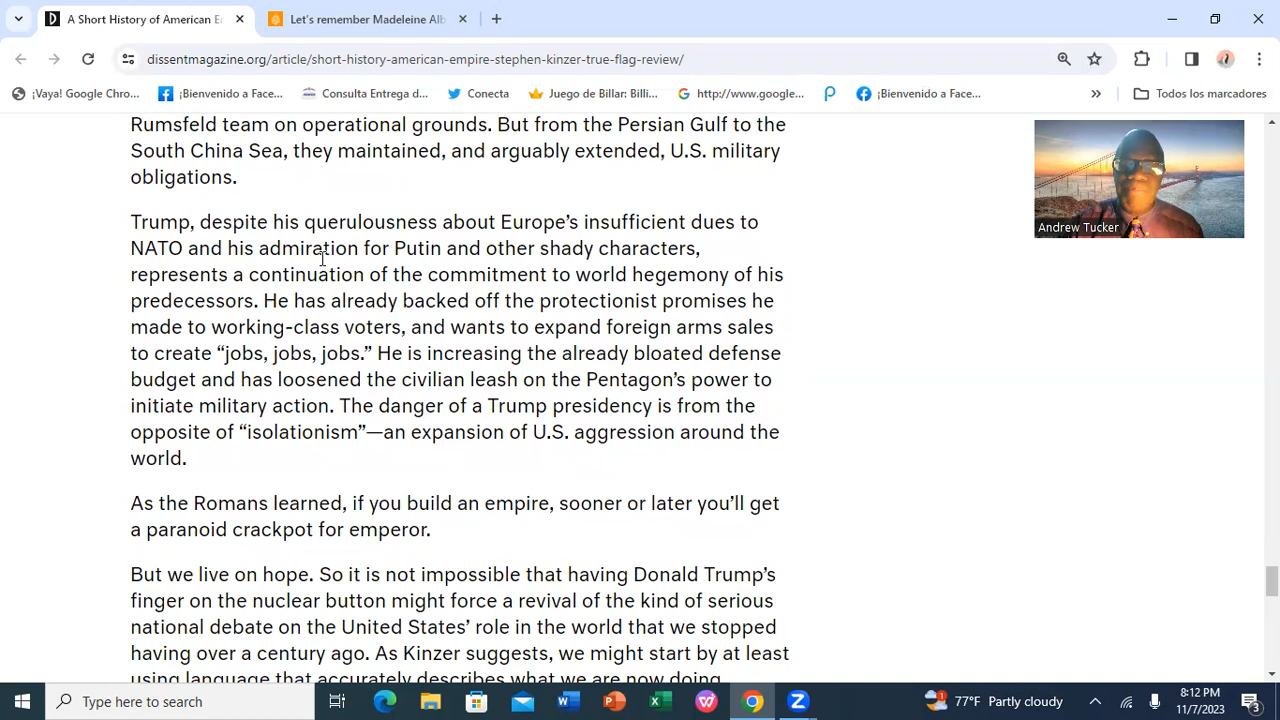 A Short History of American E
Let's remember Madeleine Alb
dissentmagazine.org/article/short-history-american-empire-stephen-kinzer-true-flag-review/
¡Vaya! Google Chro...
¡Bienvenido a Face...
Consulta Entrega d...
Conecta
Juego de Billar: Billi...
http://www.google...
¡Bienvenido a Face...
»
Todos los marcadores
Rumsfeld team on operational grounds. But from the Persian Gulf to the
South China Sea, they maintained, and arguably extended, U.S. military
obligations.
Trump, despite his querulousness about Europe's insufficient dues to
NATO and his admiration for Putin and other shady characters,
represents a continuation of the commitment to world hegemony of his
predecessors. He has already backed off the protectionist promises he
made to working-class voters, and wants to expand foreign arms sales
to create “jobs, jobs, jobs.” He is increasing the already bloated defense
budget and has loosened the civilian leash on the Pentagon's power to
initiate military action. The danger of a Trump presidency is from the
opposite of “isolationism”—an expansion of U.S. aggression around the
world.
As the Romans learned, if you build an empire, sooner or later you'll get
a paranoid crackpot for emperor.
But we live on hope. So it is not impossible that having Donald Trump's
finger on the nuclear button might force a revival of the kind of serious
national debate on the United States' role in the world that we stopped
having over a century ago. As Kinzer suggests, we might start by at least
using language that accurately describes what we are now doing.
Andrew Tucker
Type here to search
77°F Partly cloudy
8:12 PM
11/7/2023
3